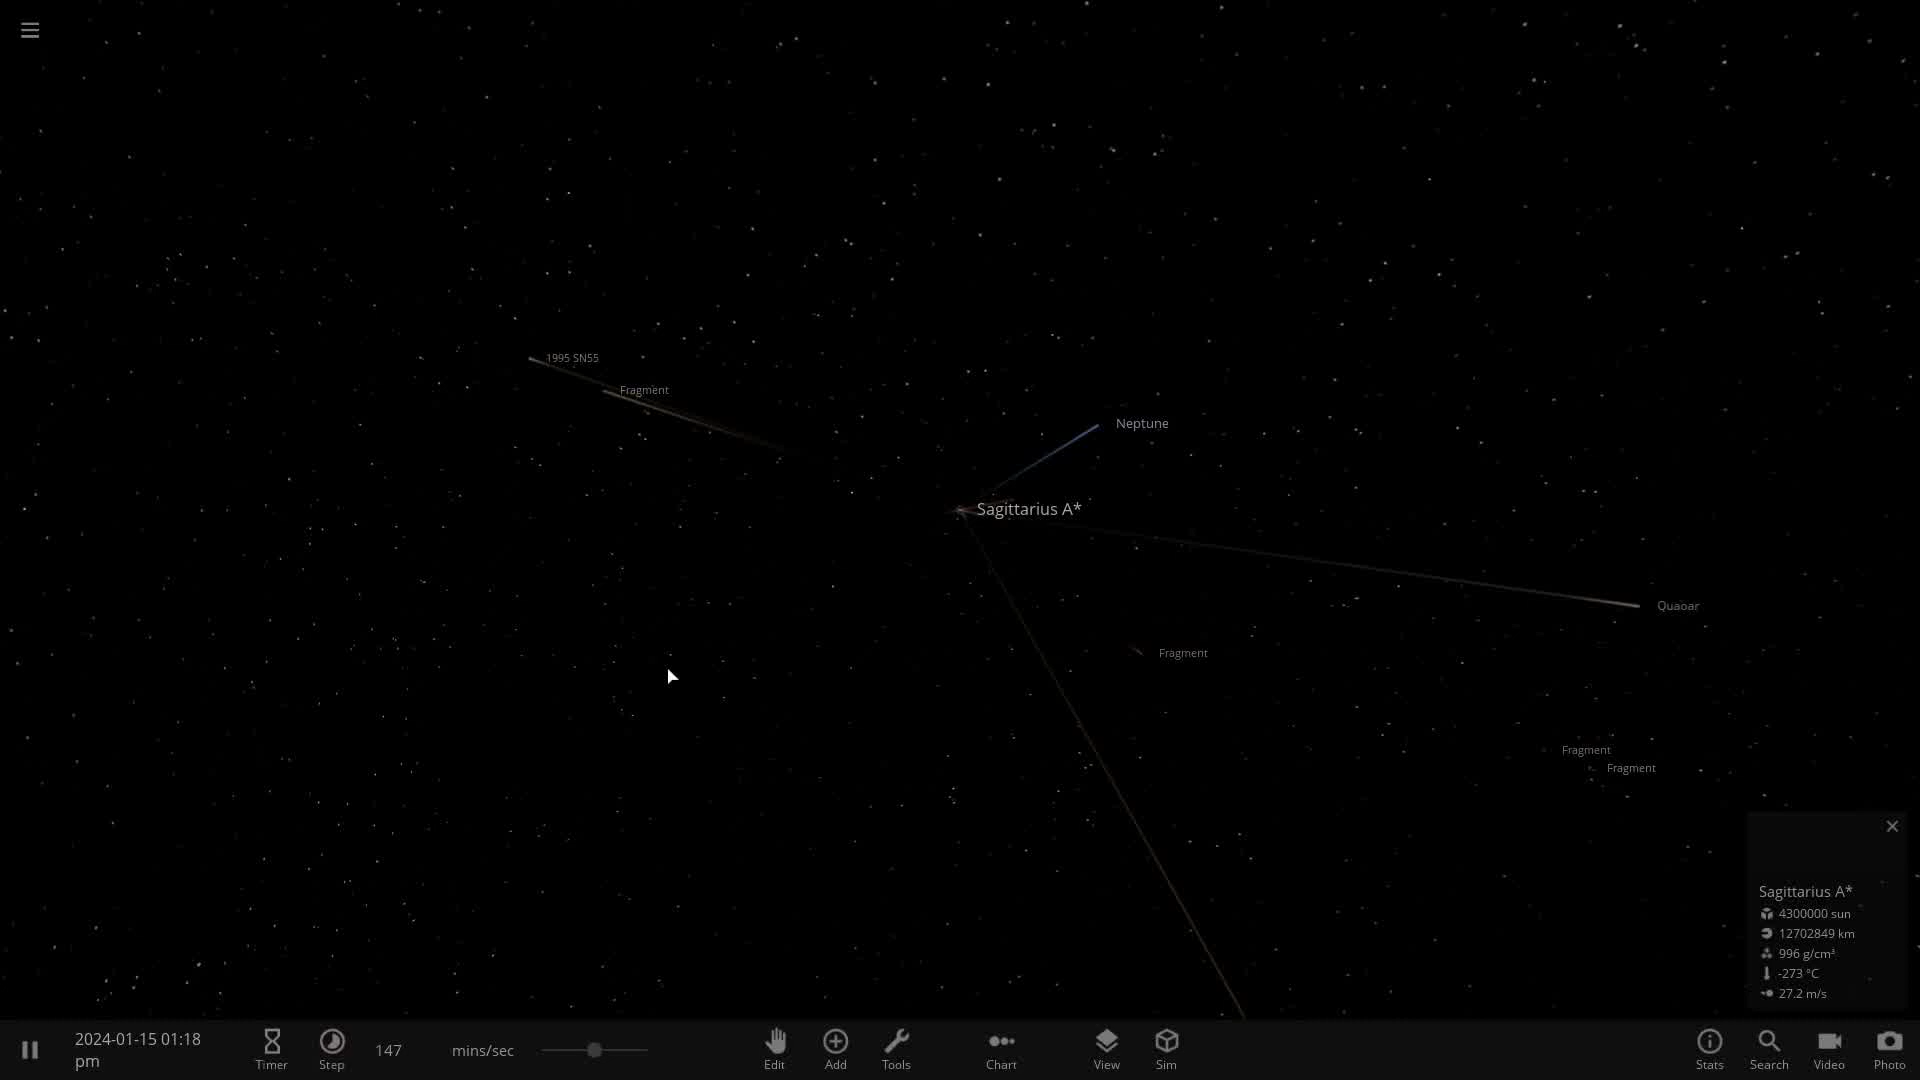 1995 SN55
Fragment
Neptune
Sagittarius A*
Quaoar
Fragment
Fragment
Fragment
Sagittarius A*
4300000 sun
12702849 km
996 g/cm³
-273 °C
27.2 m/s
2024-01-15 01:18
pm
Timer
Step
147 mins/sec
Edit
Add
Tools
Chart
View
Sim
Stats
Search
Video
Photo